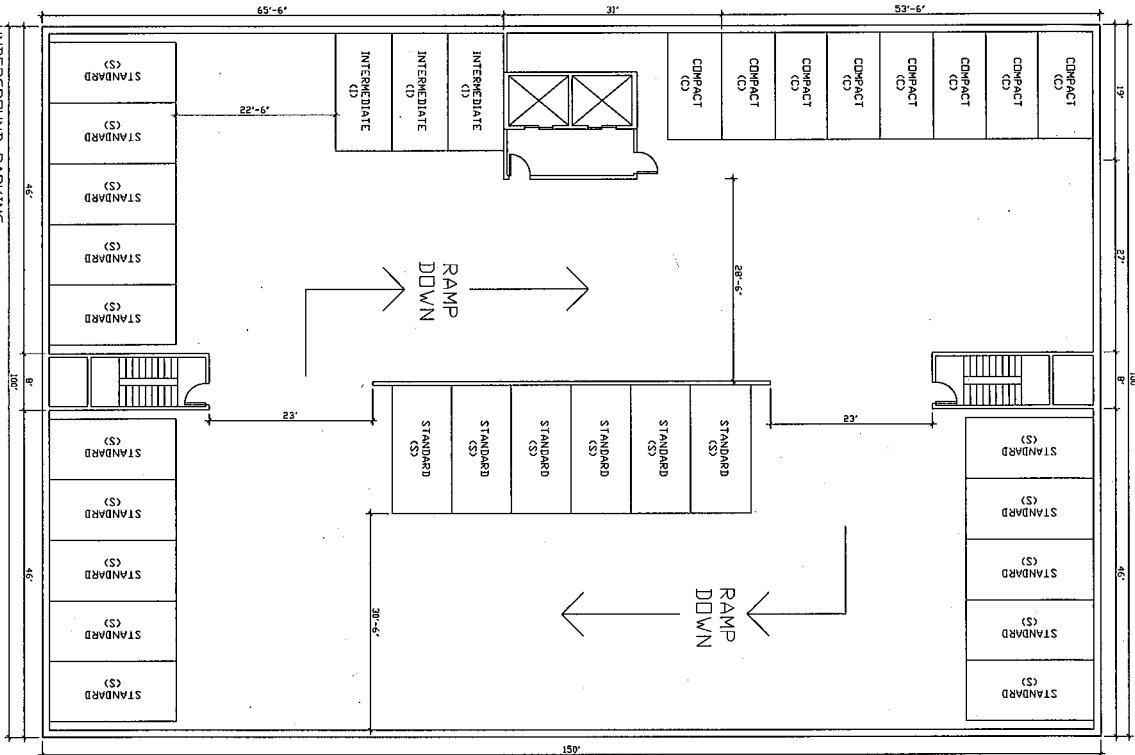 65'-6"
31'
53'-6"
STANDARD
(S)
INTERMEDIATE
(I)
INTERMEDIATE
(I)
INTERMEDIATE
(I)
COMPACT
(C)
COMPACT
(C)
COMPACT
(C)
COMPACT
(C)
COMPACT
(C)
COMPACT
(C)
COMPACT
(C)
COMPACT
(C)
19'
22'-6"
STANDARD
(S)
STANDARD
(S)
46'
27'
STANDARD
(S)
28'-6"
RAMP
DOWN
STANDARD
(S)
8'
100'
8'
100'
23'
23'
STANDARD
(S)
STANDARD
(S)
STANDARD
(S)
STANDARD
(S)
STANDARD
(S)
STANDARD
(S)
STANDARD
(S)
STANDARD
(S)
STANDARD
(S)
STANDARD
(S)
STANDARD
(S)
STANDARD
(S)
46'
46'
30'-6"
RAMP
DOWN
STANDARD
(S)
STANDARD
(S)
STANDARD
(S)
STANDARD
(S)
150'